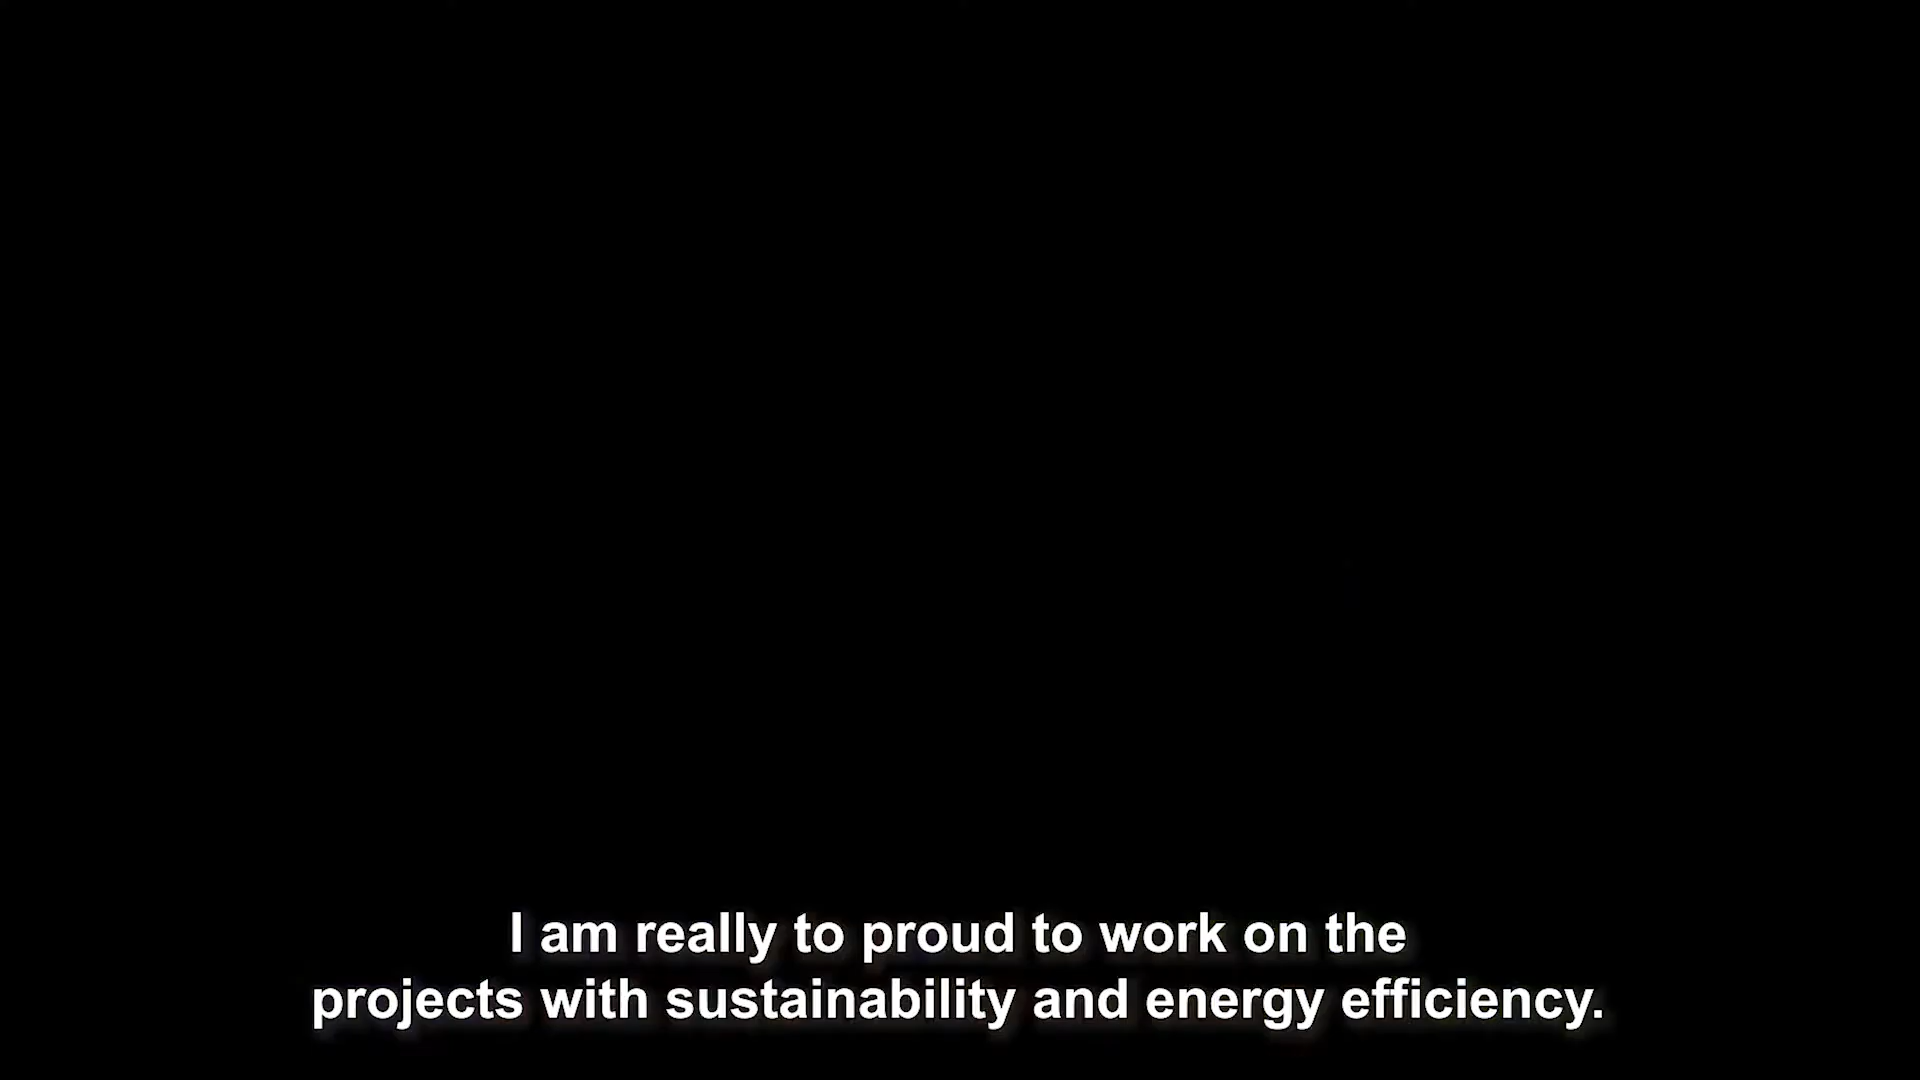 I am really to proud to work on the
projects with sustainability and energy efficiency.